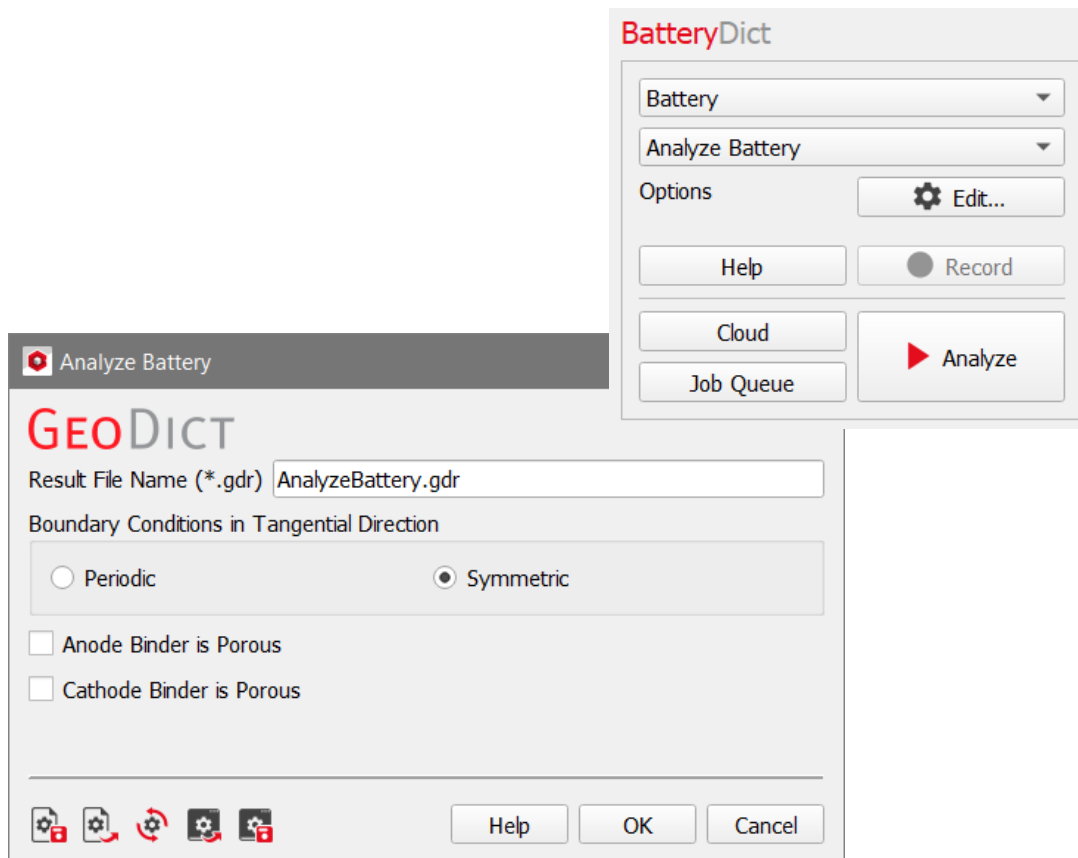 BatteryDict
Battery
Analyze Battery
Options
Edit...
Help
Record
Cloud
Analyze
Job Queue
Analyze Battery
GEODICT
Result File Name (*.gdr) AnalyzeBattery.gdr
Boundary Conditions in Tangential Direction
Periodic
Symmetric
Anode Binder is Porous
Cathode Binder is Porous
Help
OK
Cancel